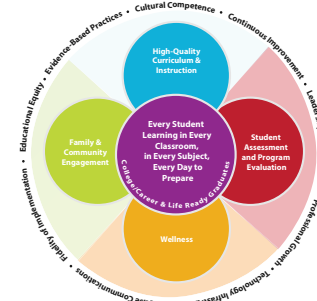 Evidence-Based Practices • Cultural Competence • Continuous Improvement •
High-Quality
Curriculum &
Instruction
Every Student
Learning in Every
Classroom,
in Every Subject,
Every Day to
Prepare
College/Career & Life Ready Graduates
Family &
Community
Engagement
Student
Assessment
and Program
Evaluation
Wellness
Professional Growth • Technology
Communications • Fidelity of Implementation • Educational Equity •